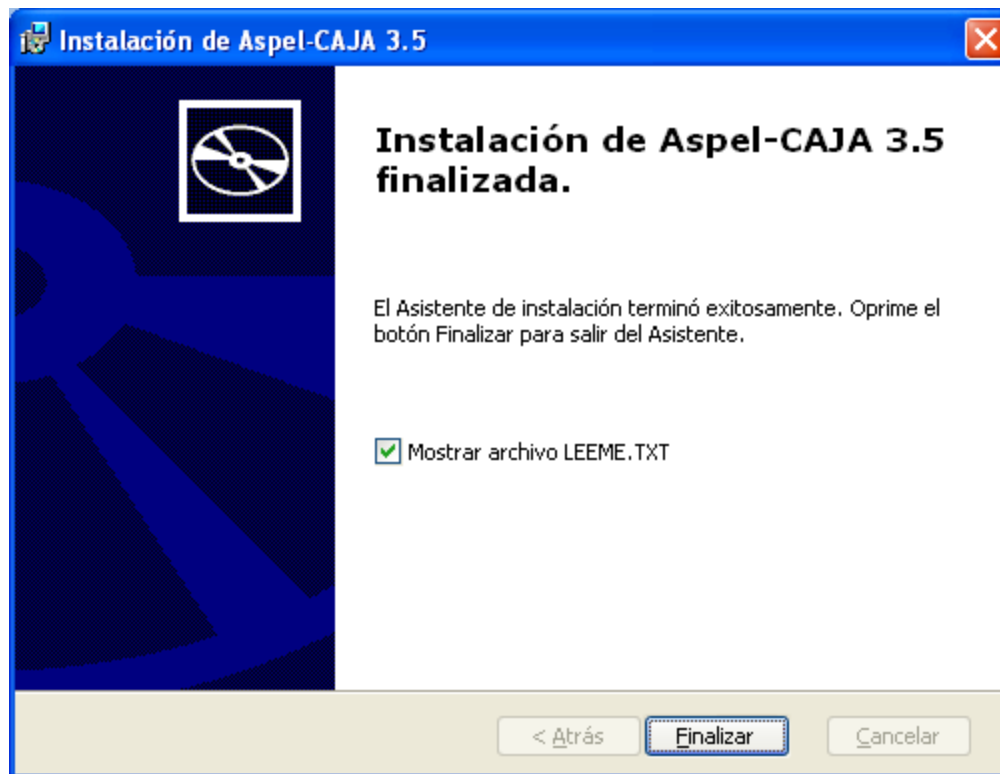 Instalación de Aspel-CAJA 3.5
Instalación de Aspel-CAJA 3.5
finalizada.
El Asistente de instalación terminó exitosamente. Oprime el
botón Finalizar para salir del Asistente.
Mostrar archivo LEEME.TXT
< Atrás
Finalizar
Cancelar